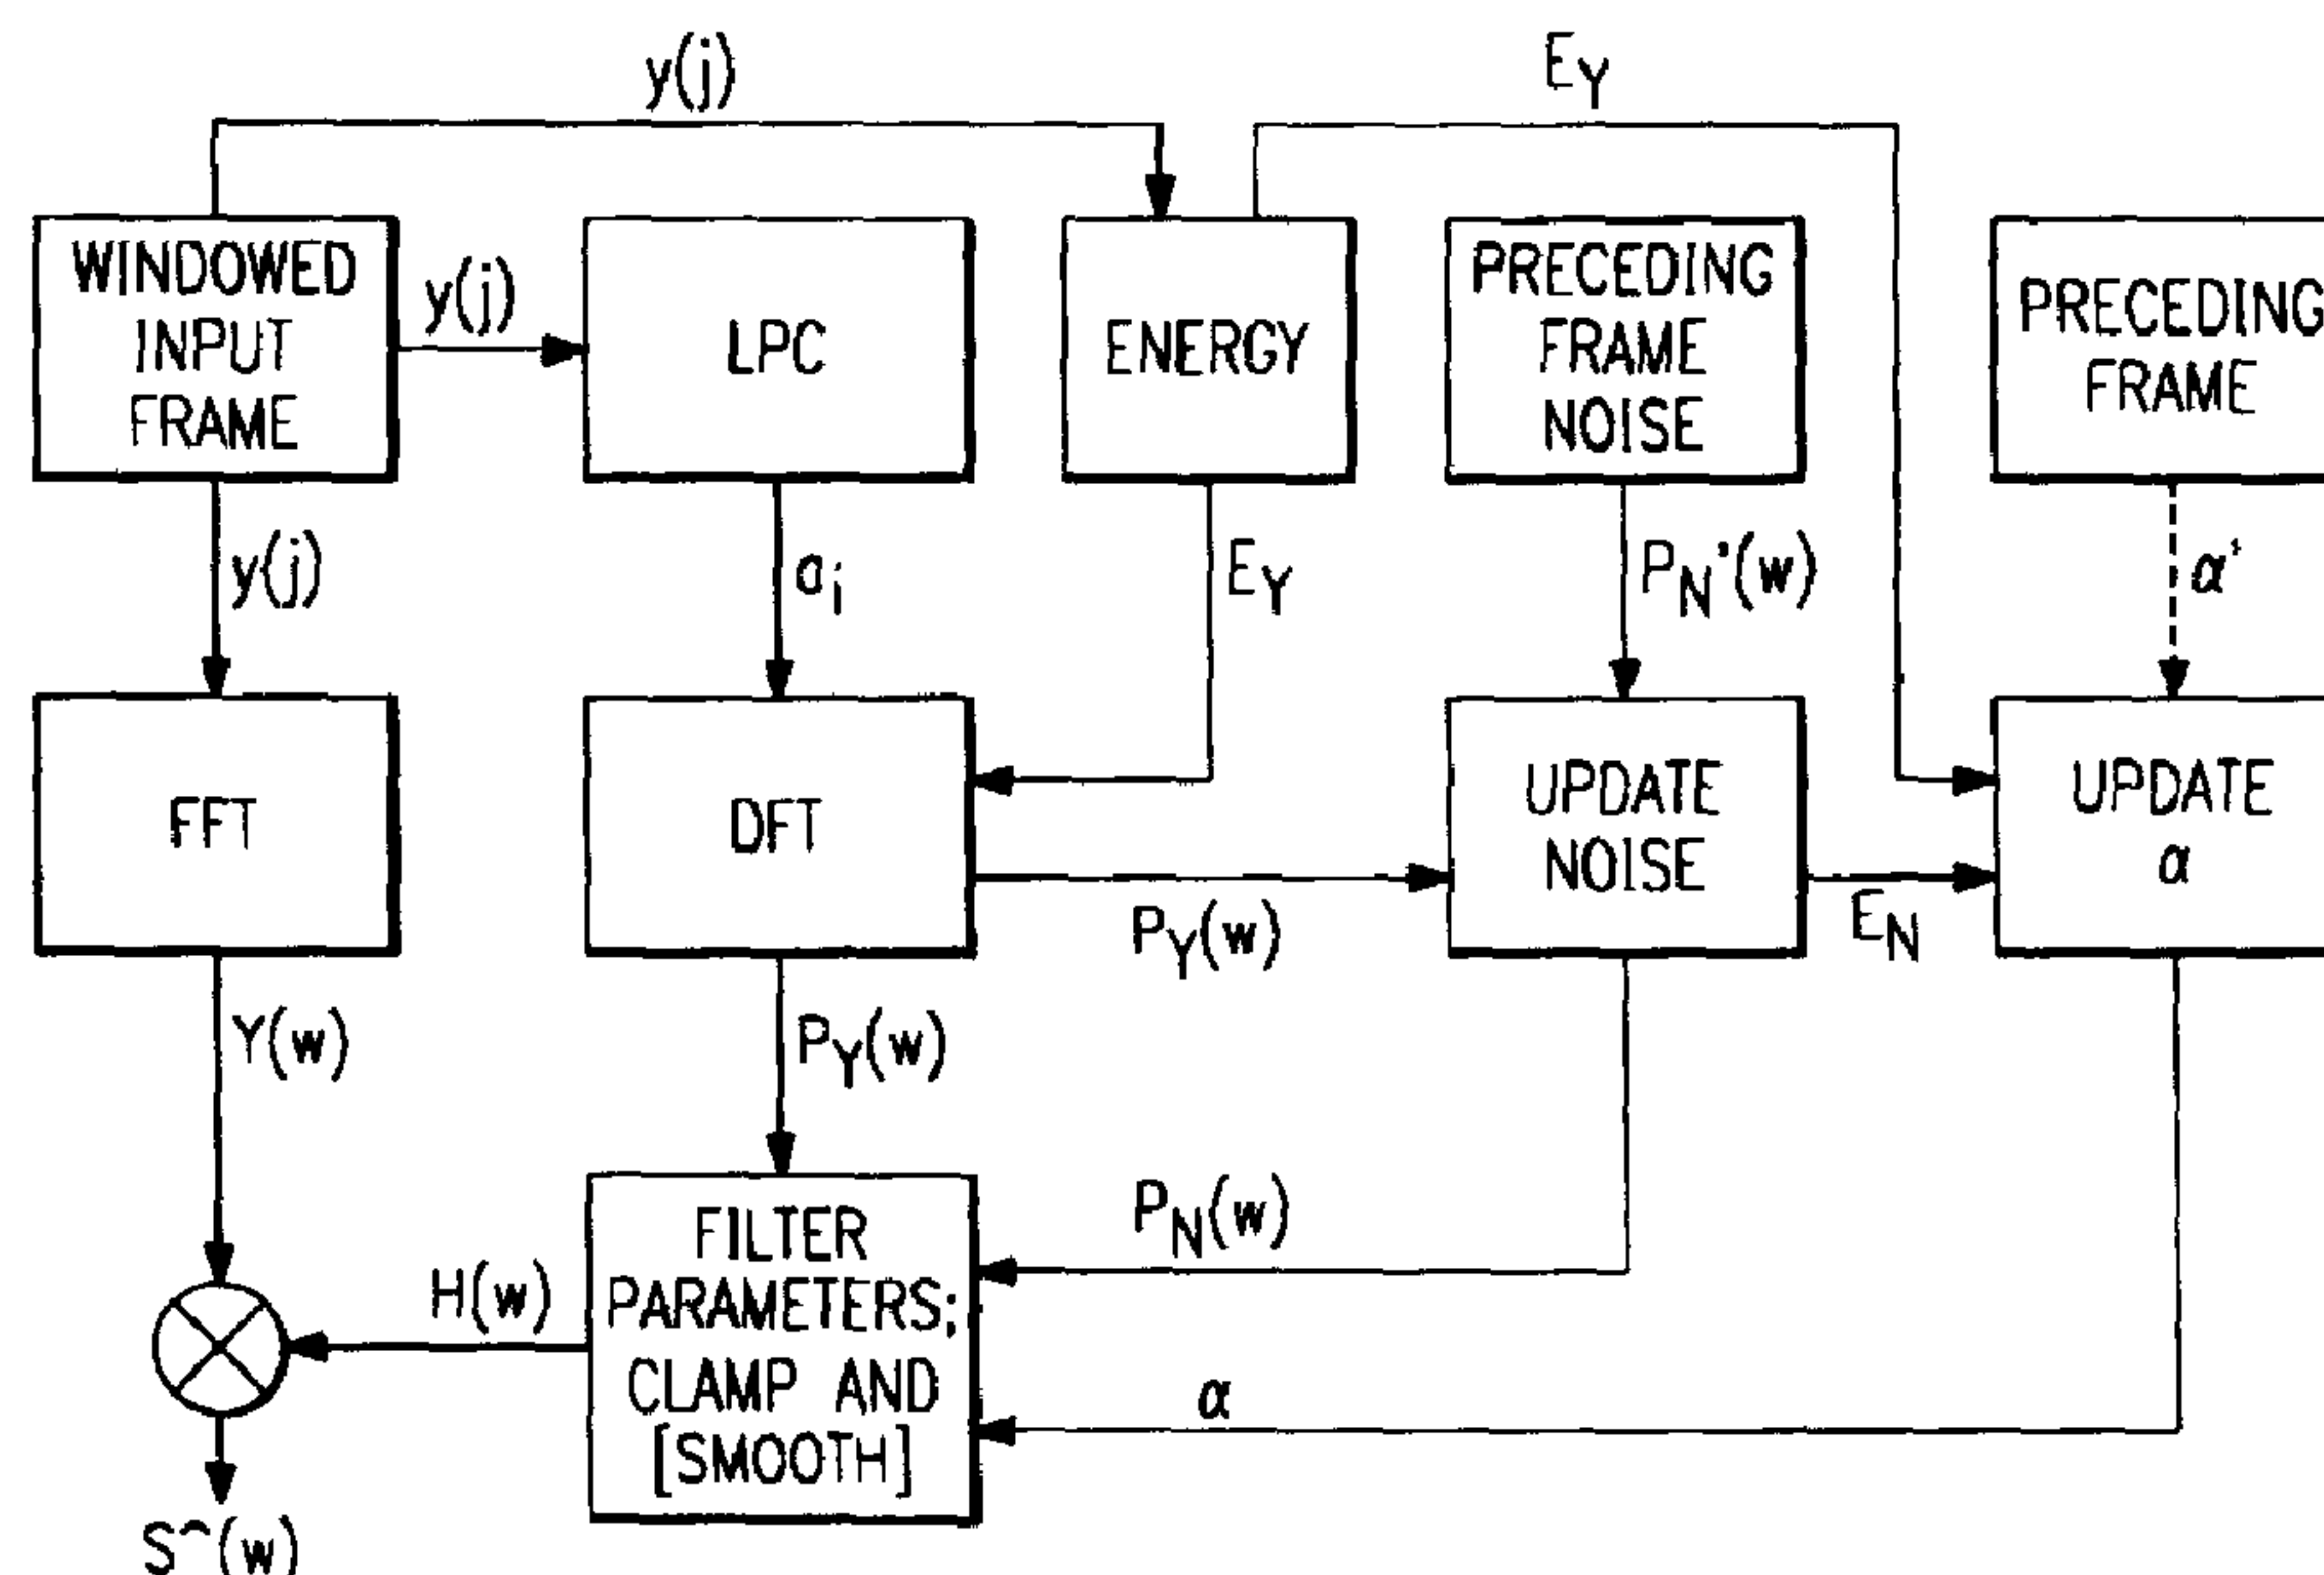 y(j)
E_Y
WINDOWED
INPUT
FRAME
y(j)
LPC
ENERGY
PRECEDING
FRAME
NOISE
PRECEDING
FRAME
y(j)
a_i
E_Y
P_N'(w)
α'
FFT
DFT
UPDATE
NOISE
UPDATE
α
P_Y(w)
E_N
Y(w)
P_Y(w)
FILTER
PARAMETERS;
CLAMP AND
[SMOOTH]
P_N(w)
H(w)
α
S^(w)